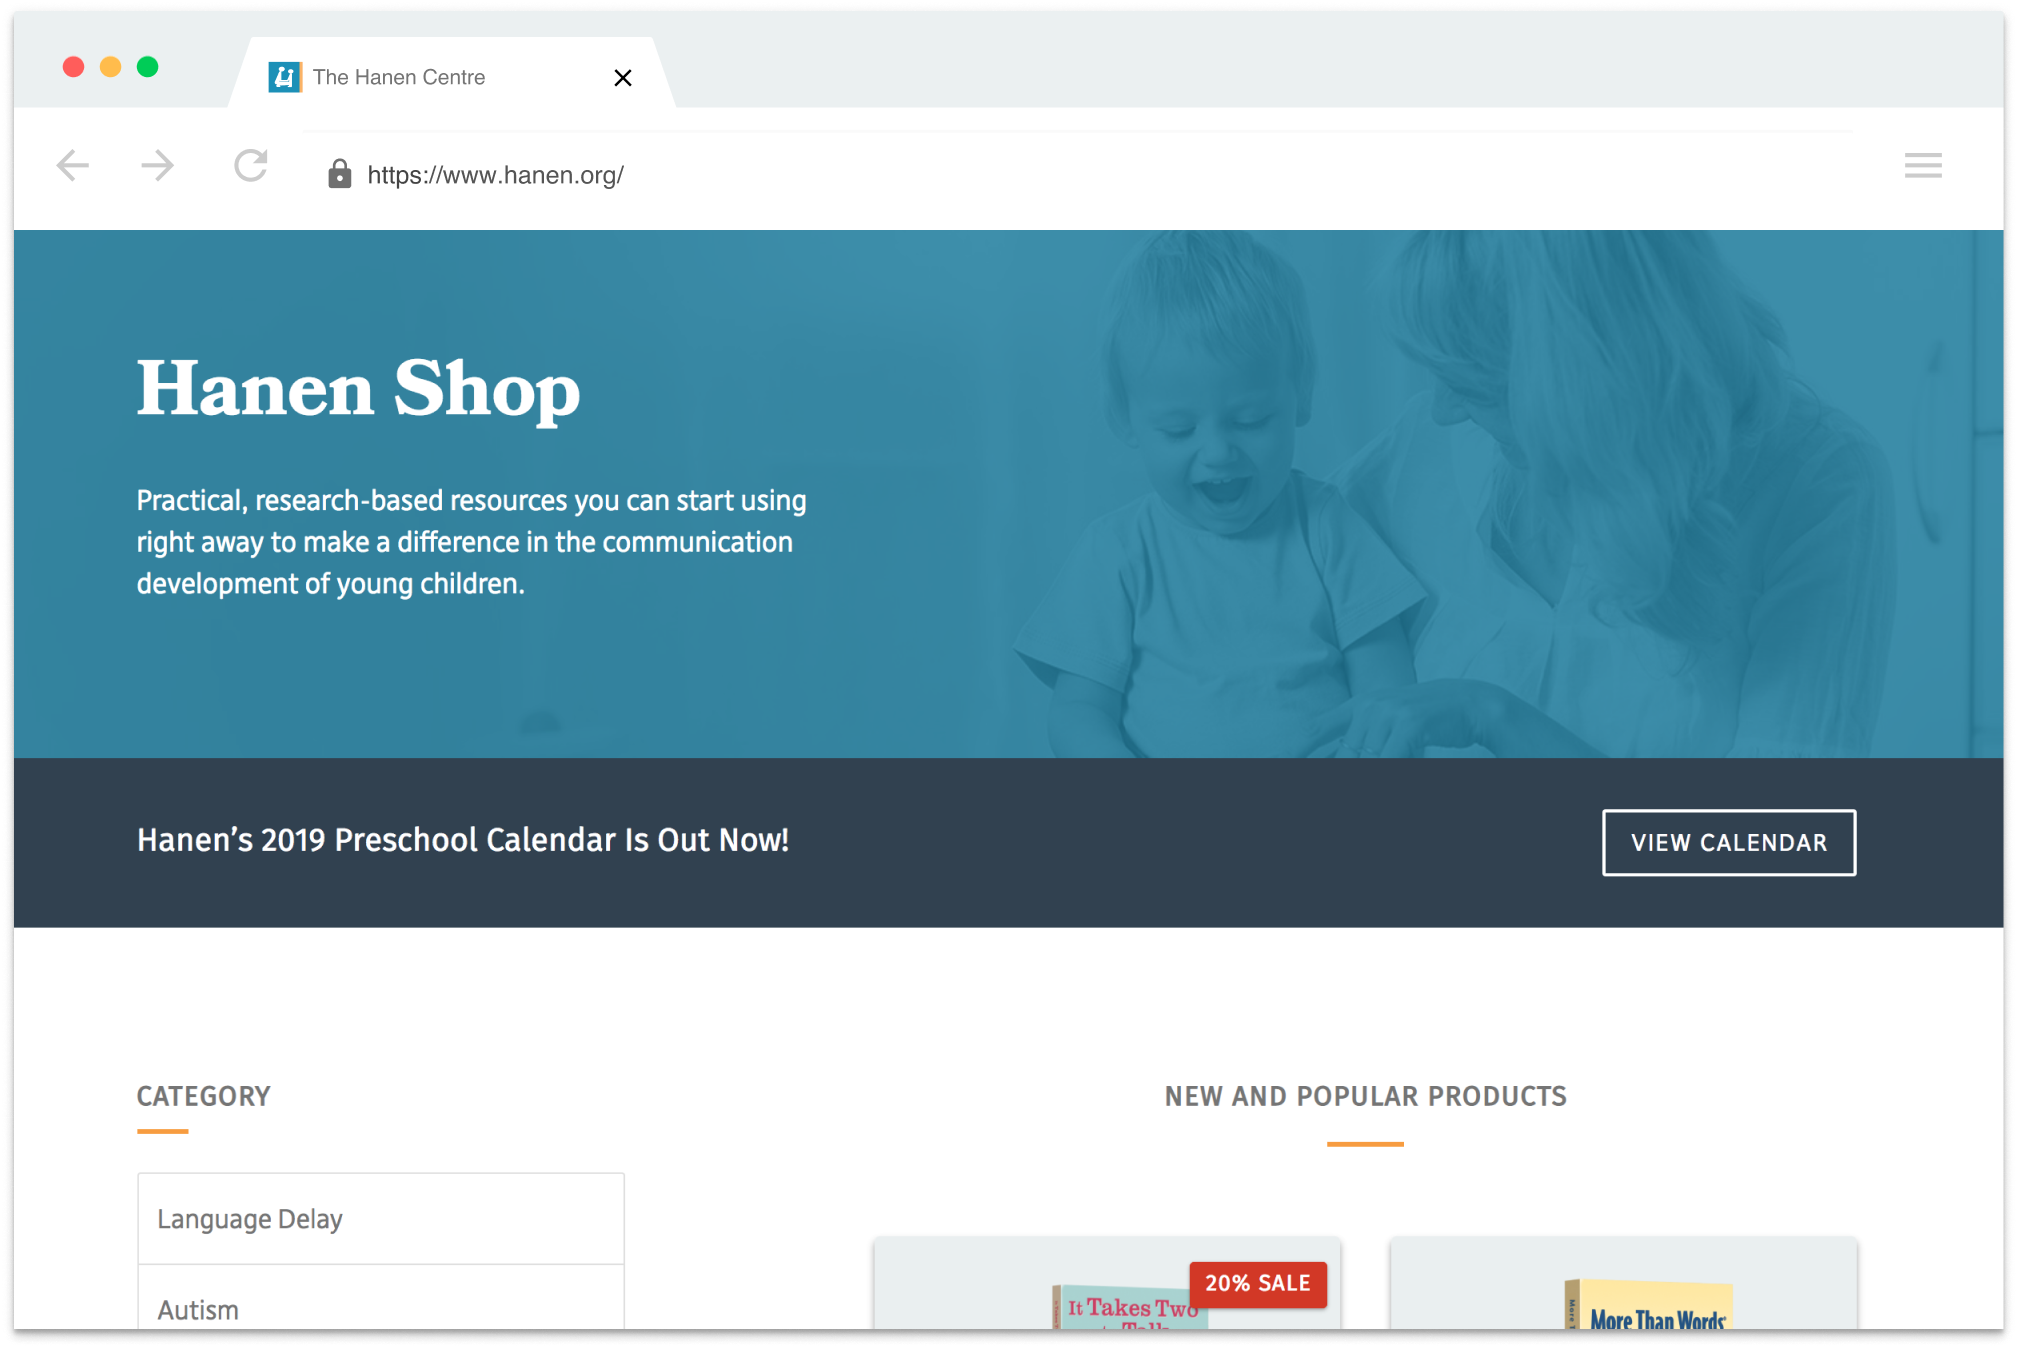 The Hanen Centre
https://www.hanen.org/
Hanen Shop
Practical, research-based resources you can start using
right away to make a difference in the communication
development of young children.
Hanen’s 2019 Preschool Calendar Is Out Now!
VIEW CALENDAR
CATEGORY
Language Delay
Autism
NEW AND POPULAR PRODUCTS
20% SALE
It Takes Two
to Talk
More Than Words